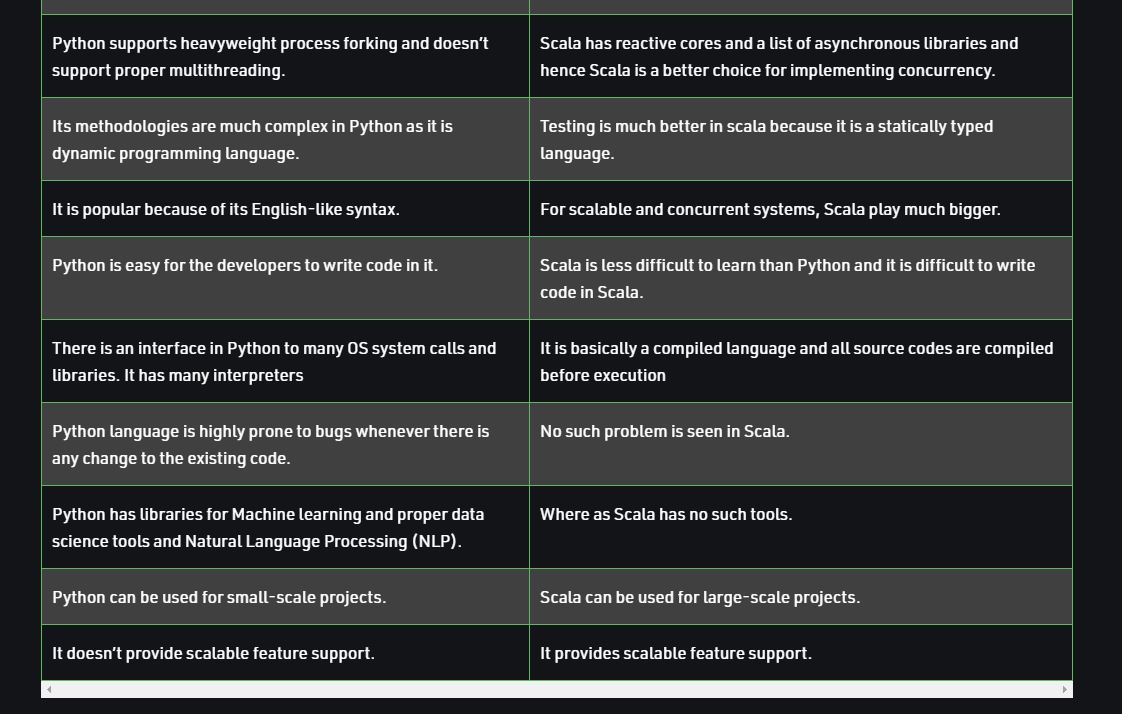 Python supports heavyweight process forking and doesn't
support proper multithreading.
Scala has reactive cores and a list of asynchronous libraries and
hence Scala is a better choice for implementing concurrency.
Its methodologies are much complex in Python as it is
dynamic programming language.
Testing is much better in scala because it is a statically typed
language.
It is popular because of its English-like syntax.
For scalable and concurrent systems, Scala play much bigger.
Python is easy for the developers to write code in it.
Scala is less difficult to learn than Python and it is difficult to write
code in Scala.
There is an interface in Python to many OS system calls and
libraries. It has many interpreters
It is basically a compiled language and all source codes are compiled
before execution
Python language is highly prone to bugs whenever there is
any change to the existing code.
No such problem is seen in Scala.
Python has libraries for Machine learning and proper data
science tools and Natural Language Processing (NLP).
Where as Scala has no such tools.
Python can be used for small-scale projects.
Scala can be used for large-scale projects.
It doesn't provide scalable feature support.
It provides scalable feature support.